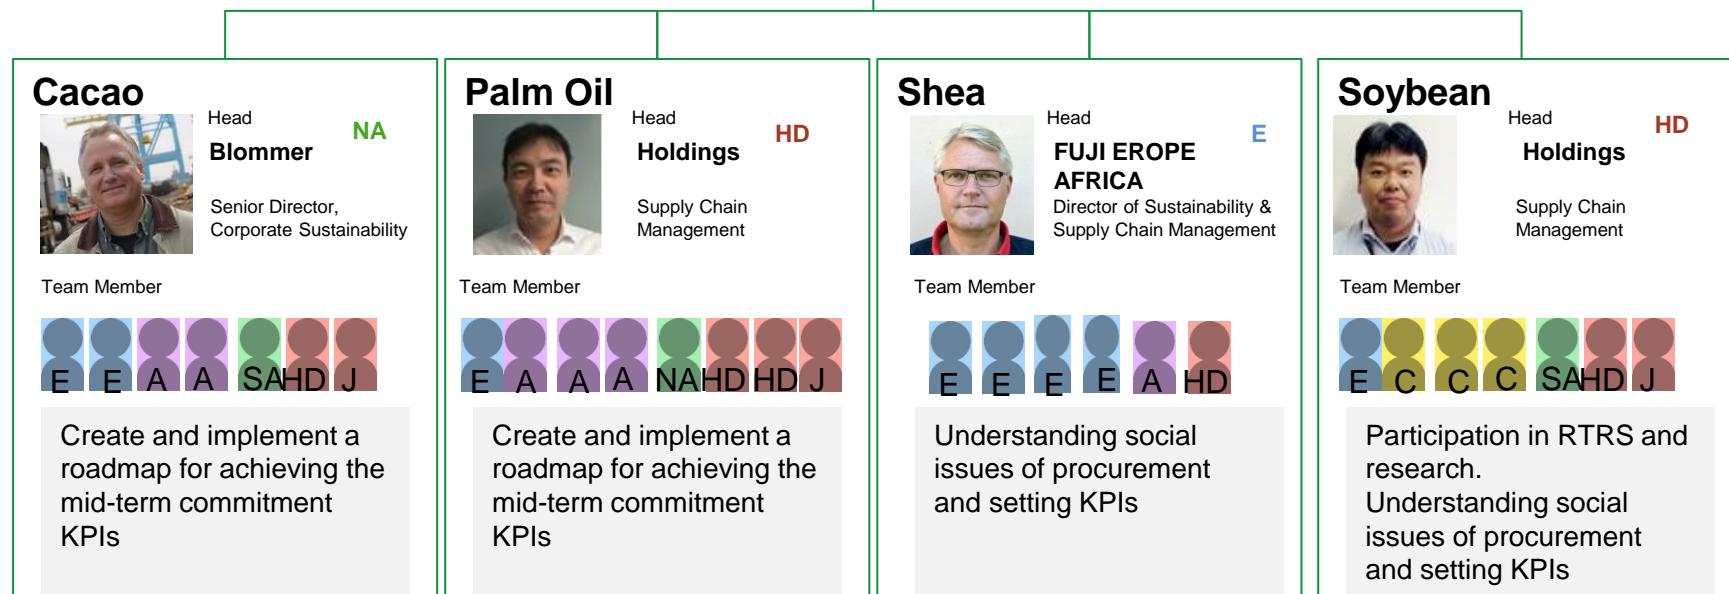 Cacao
Head
NA
Blommer
Senior Director,
Corporate Sustainability
Team Member
E E A A SA HD J
Create and implement a
roadmap for achieving the
mid-term commitment
KPIs
Palm Oil
Head
HD
Holdings
Supply Chain
Management
Team Member
E A A A NA HD HD J
Create and implement a
roadmap for achieving the
mid-term commitment
KPIs
Shea
Head
E
FUJI EROPE
AFRICA
Director of Sustainability &
Supply Chain Management
Team Member
E E E E A HD
Understanding social
issues of procurement
and setting KPIs
Soybean
Head
HD
Holdings
Supply Chain
Management
Team Member
E C C C SA HD J
Participation in RTRS and
research.
Understanding social
issues of procurement
and setting KPIs